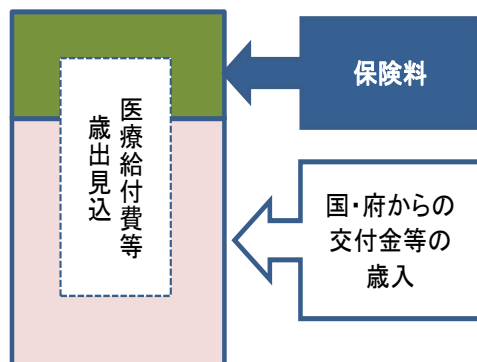 医療給付費等
歳出見込
保険料
国・府からの
交付金等の
歳入